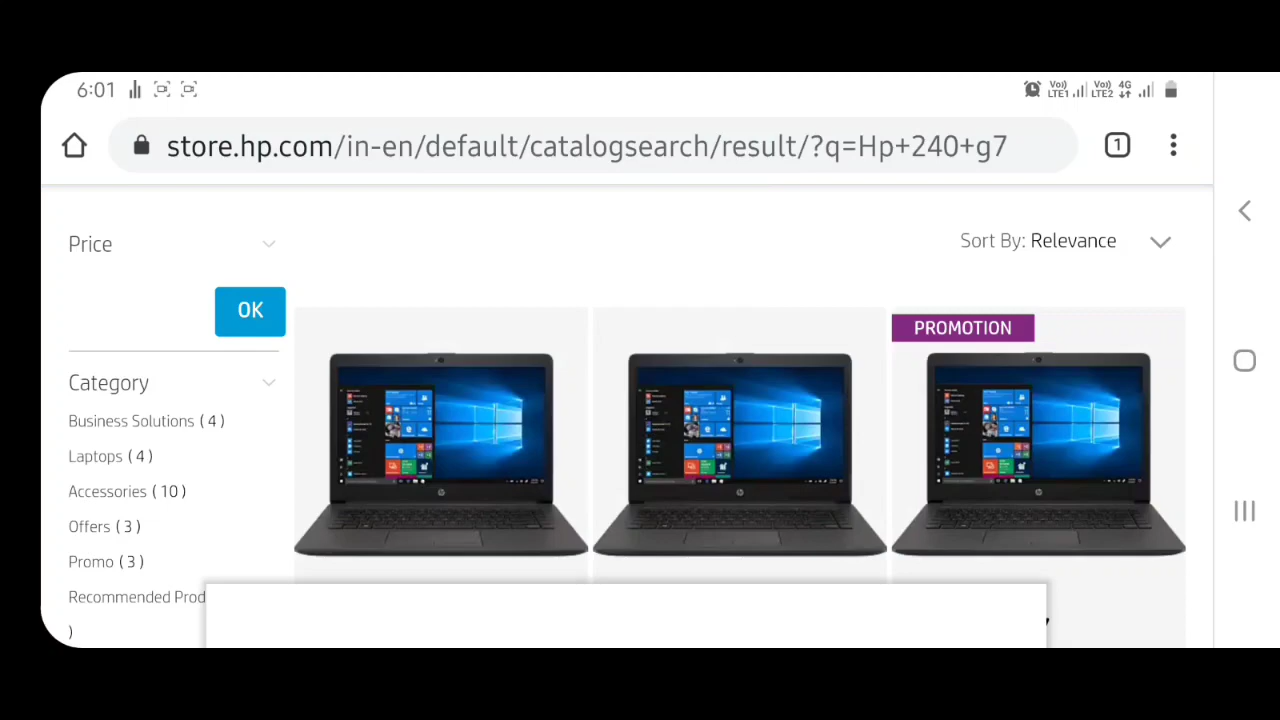 6:01 Vo) LTE1 Vo) LTE2 4G
store.hp.com/in-en/default/catalogsearch/result/?q=Hp+240+g7 1
Price
Sort By: Relevance
OK
PROMOTION
Category
Business Solutions ( 4 )
Laptops ( 4 )
Accessories ( 10 )
Offers ( 3 )
Promo ( 3 )
Recommended Prod
)